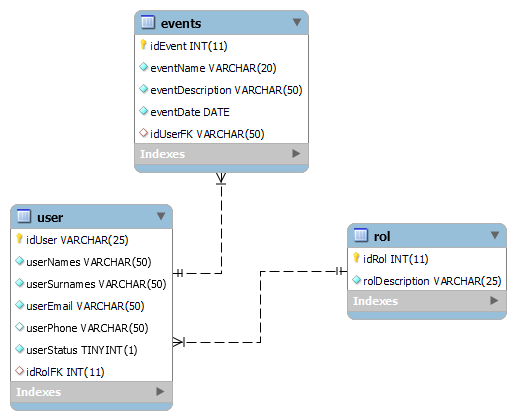 events
idEvent INT(11)
eventName VARCHAR(20)
eventDescription VARCHAR(50)
eventDate DATE
idUserFK VARCHAR(50)
Indexes
user
idUser VARCHAR(25)
userNames VARCHAR(50)
userSurnames VARCHAR(50)
userEmail VARCHAR(50)
userPhone VARCHAR(50)
userStatus TINYINT(1)
idRolFK INT(11)
Indexes
rol
idRol INT(11)
rolDescription VARCHAR(25)
Indexes